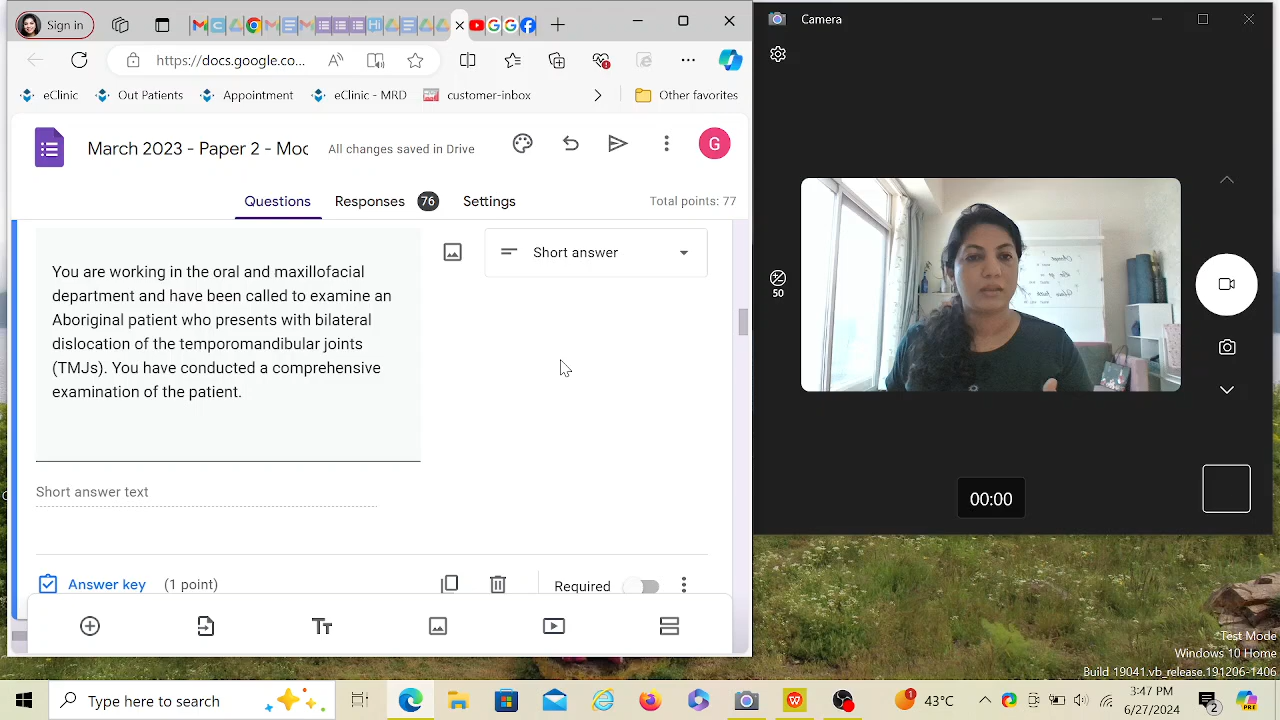 Sign i
Hi
Camera
https://docs.google.co...
eClinic
Out Patients
Appointment
eClinic - MRD
customer-inbox
Other favorites
March 2023 - Paper 2 - Moc
All changes saved in Drive
G
Questions
Responses
76
Settings
Total points: 77
You are working in the oral and maxillofacial
department and have been called to examine an
Aboriginal patient who presents with bilateral
dislocation of the temporomandibular joints
(TMJs). You have conducted a comprehensive
examination of the patient.
Short answer
50
Short answer text
00:00
Answer key
(1 point)
Required
Tt
Test Mode
Windows 10 Home
Build 19041.vb_release.191206-1406
Type here to search
1
43°C
3:47 PM
6/27/2024
2
PRE